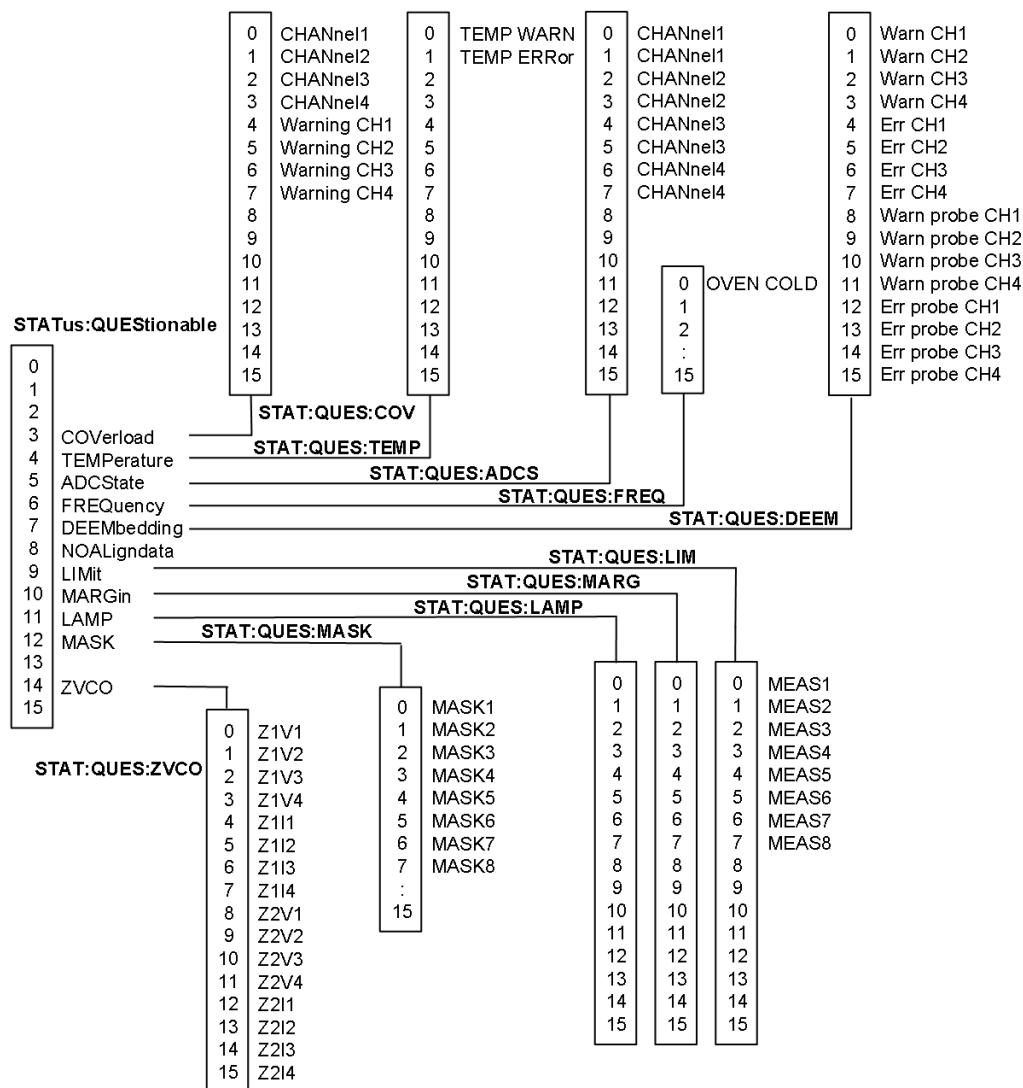 0 CHANnel1
1 CHANnel2
2 CHANnel3
3 CHANnel4
4 Warning CH1
5 Warning CH2
6 Warning CH3
7 Warning CH4
8
9
10
11
12
13
14
15
0 TEMP WARN
1 TEMP ERRor
2
3
4
5
6
7
8
9
10
11
12
13
14
15
0 CHANnel1
1 CHANnel1
2 CHANnel2
3 CHANnel2
4 CHANnel3
5 CHANnel3
6 CHANnel4
7 CHANnel4
8
9
10
11
12
13
14
15
0 OVEN COLD
1
2
:
15
0 Warn CH1
1 Warn CH2
2 Warn CH3
3 Warn CH4
4 Err CH1
5 Err CH2
6 Err CH3
7 Err CH4
8 Warn probe CH1
9 Warn probe CH2
10 Warn probe CH3
11 Warn probe CH4
12 Err probe CH1
13 Err probe CH2
14 Err probe CH3
15 Err probe CH4
STATus:QUEStionable
0
1
2
3 COVerload
4 TEMPerature
5 ADCState
6 FREQuency
7 DEEMbedding
8 NOALigndata
9 LIMit
10 MARGin
11 LAMP
12 MASK
13
14 ZVCO
15
STAT:QUES:COV
STAT:QUES:TEMP
STAT:QUES:ADCS
STAT:QUES:FREQ
STAT:QUES:DEEM
STAT:QUES:LIM
STAT:QUES:MARG
STAT:QUES:LAMP
STAT:QUES:MASK
STAT:QUES:ZVCO
0 Z1V1
1 Z1V2
2 Z1V3
3 Z1V4
4 Z1I1
5 Z1I2
6 Z1I3
7 Z1I4
8 Z2V1
9 Z2V2
10 Z2V3
11 Z2V4
12 Z2I1
13 Z2I2
14 Z2I3
15 Z2I4
0 MASK1
1 MASK2
2 MASK3
3 MASK4
4 MASK5
5 MASK6
6 MASK7
7 MASK8
:
15
0 0 0 MEAS1
1 1 1 MEAS2
2 2 2 MEAS3
3 3 3 MEAS4
4 4 4 MEAS5
5 5 5 MEAS6
6 6 6 MEAS7
7 7 7 MEAS8
8 8 8
9 9 9
10 10 10
11 11 11
12 12 12
13 13 13
14 14 14
15 15 15